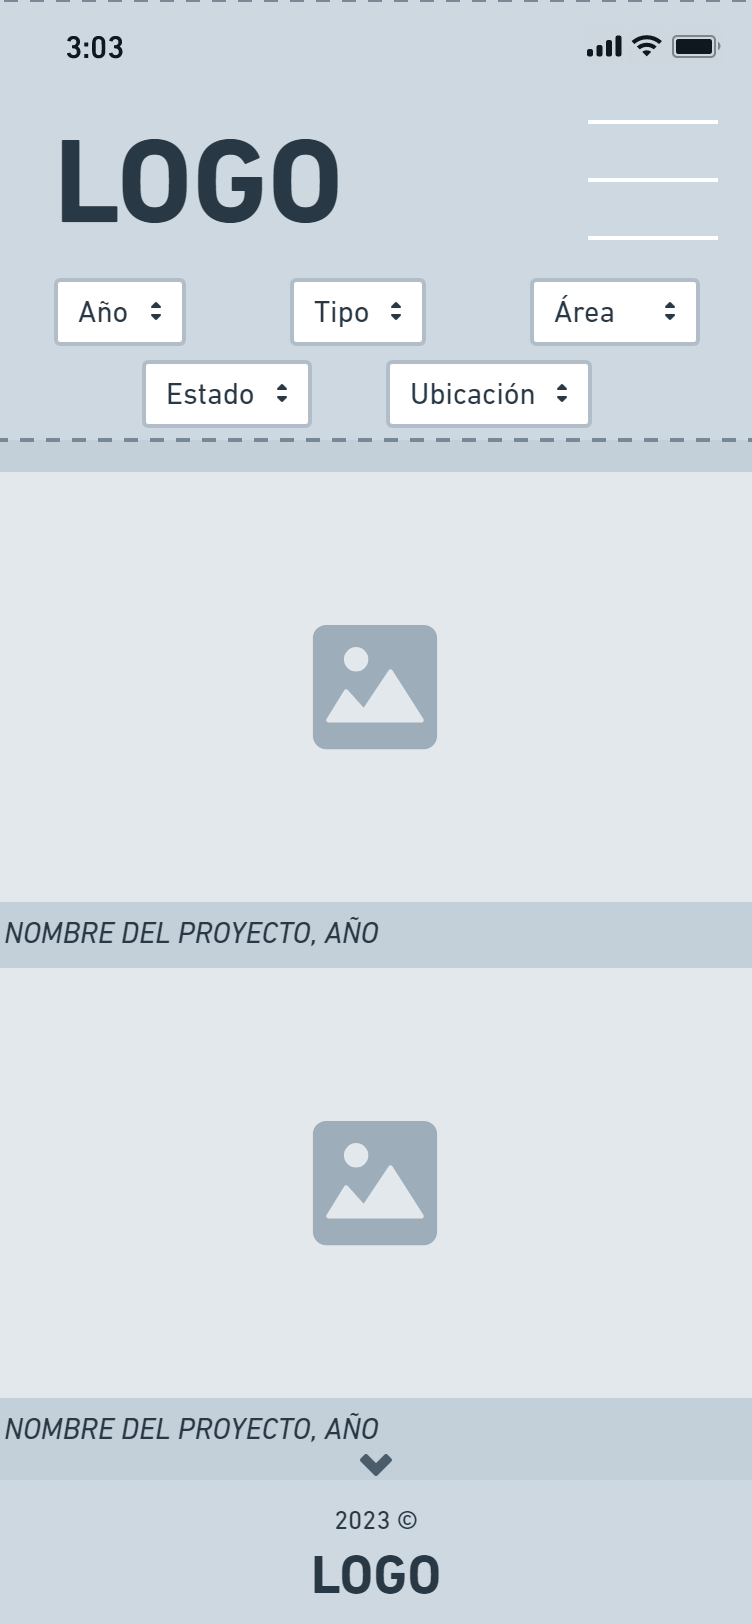 3:03
LOGO
Año Tipo Área
Estado Ubicación
NOMBRE DEL PROYECTO, AÑO
NOMBRE DEL PROYECTO, AÑO
2023 ©
LOGO